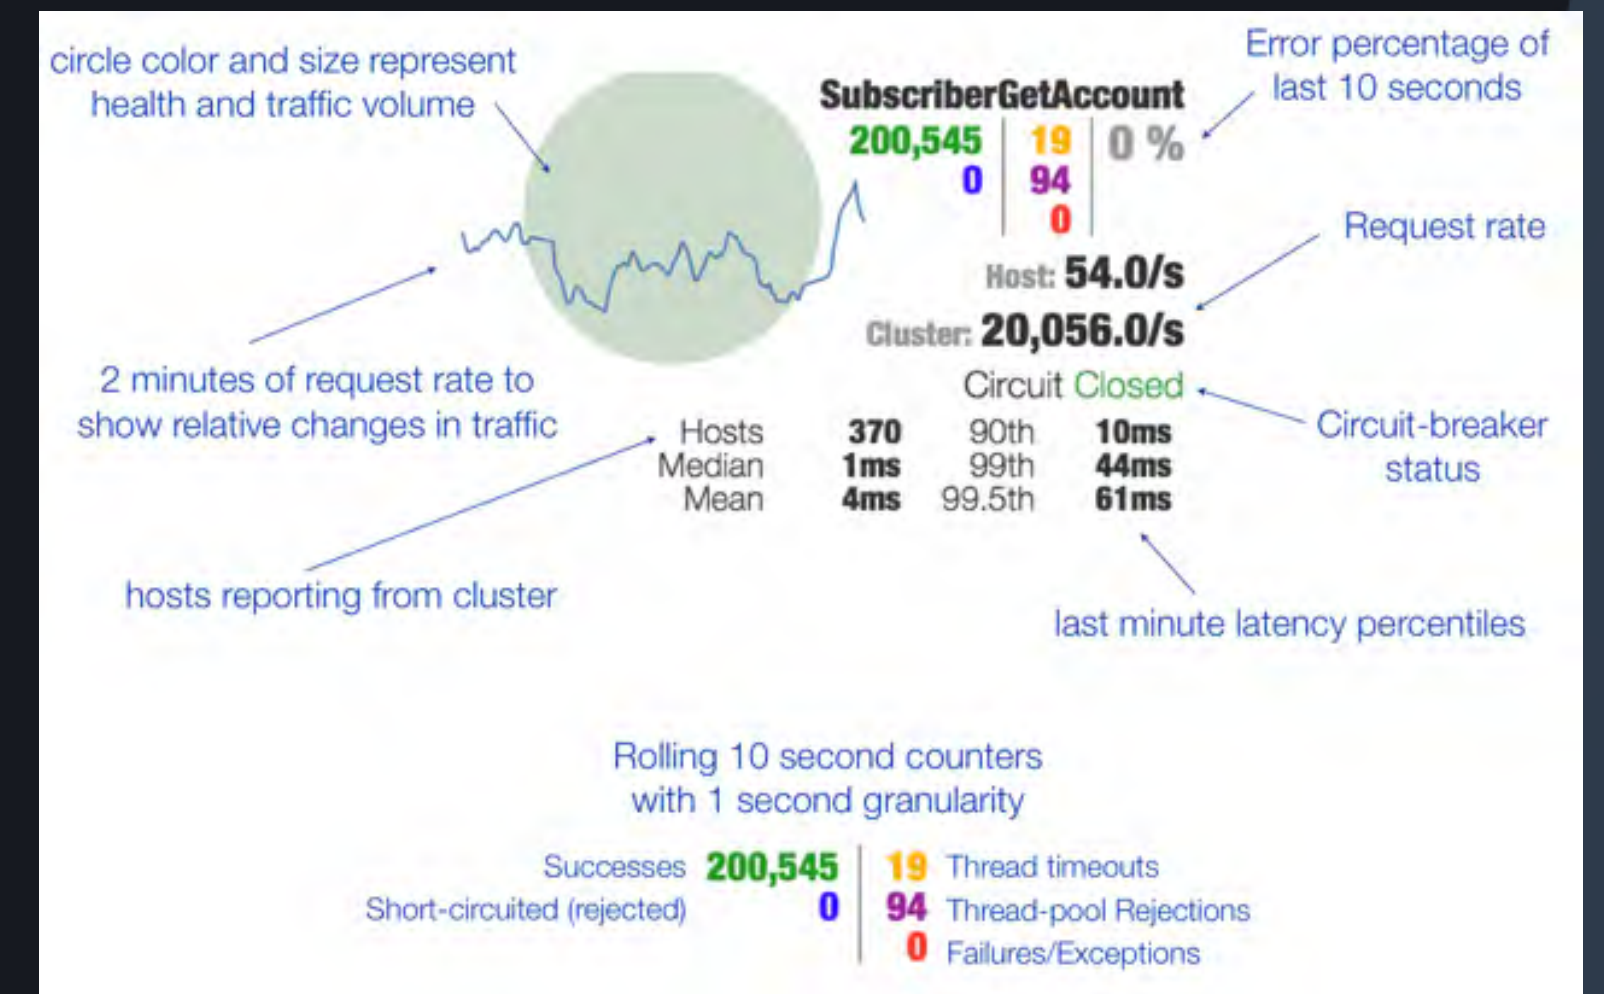 circle color and size represent
health and traffic volume
Error percentage of
last 10 seconds
SubscriberGetAccount
200,545 19 0 %
0 94
0
Request rate
Host: 54.0/s
Cluster: 20,056.0/s
2 minutes of request rate to
show relative changes in traffic
Circuit Closed
Circuit-breaker
status
Hosts 370 90th 10ms
Median 1ms 99th 44ms
Mean 4ms 99.5th 61ms
hosts reporting from cluster
last minute latency percentiles
Rolling 10 second counters
with 1 second granularity
Successes 200,545 19 Thread timeouts
Short-circuited (rejected) 0 94 Thread-pool Rejections
0 Failures/Exceptions